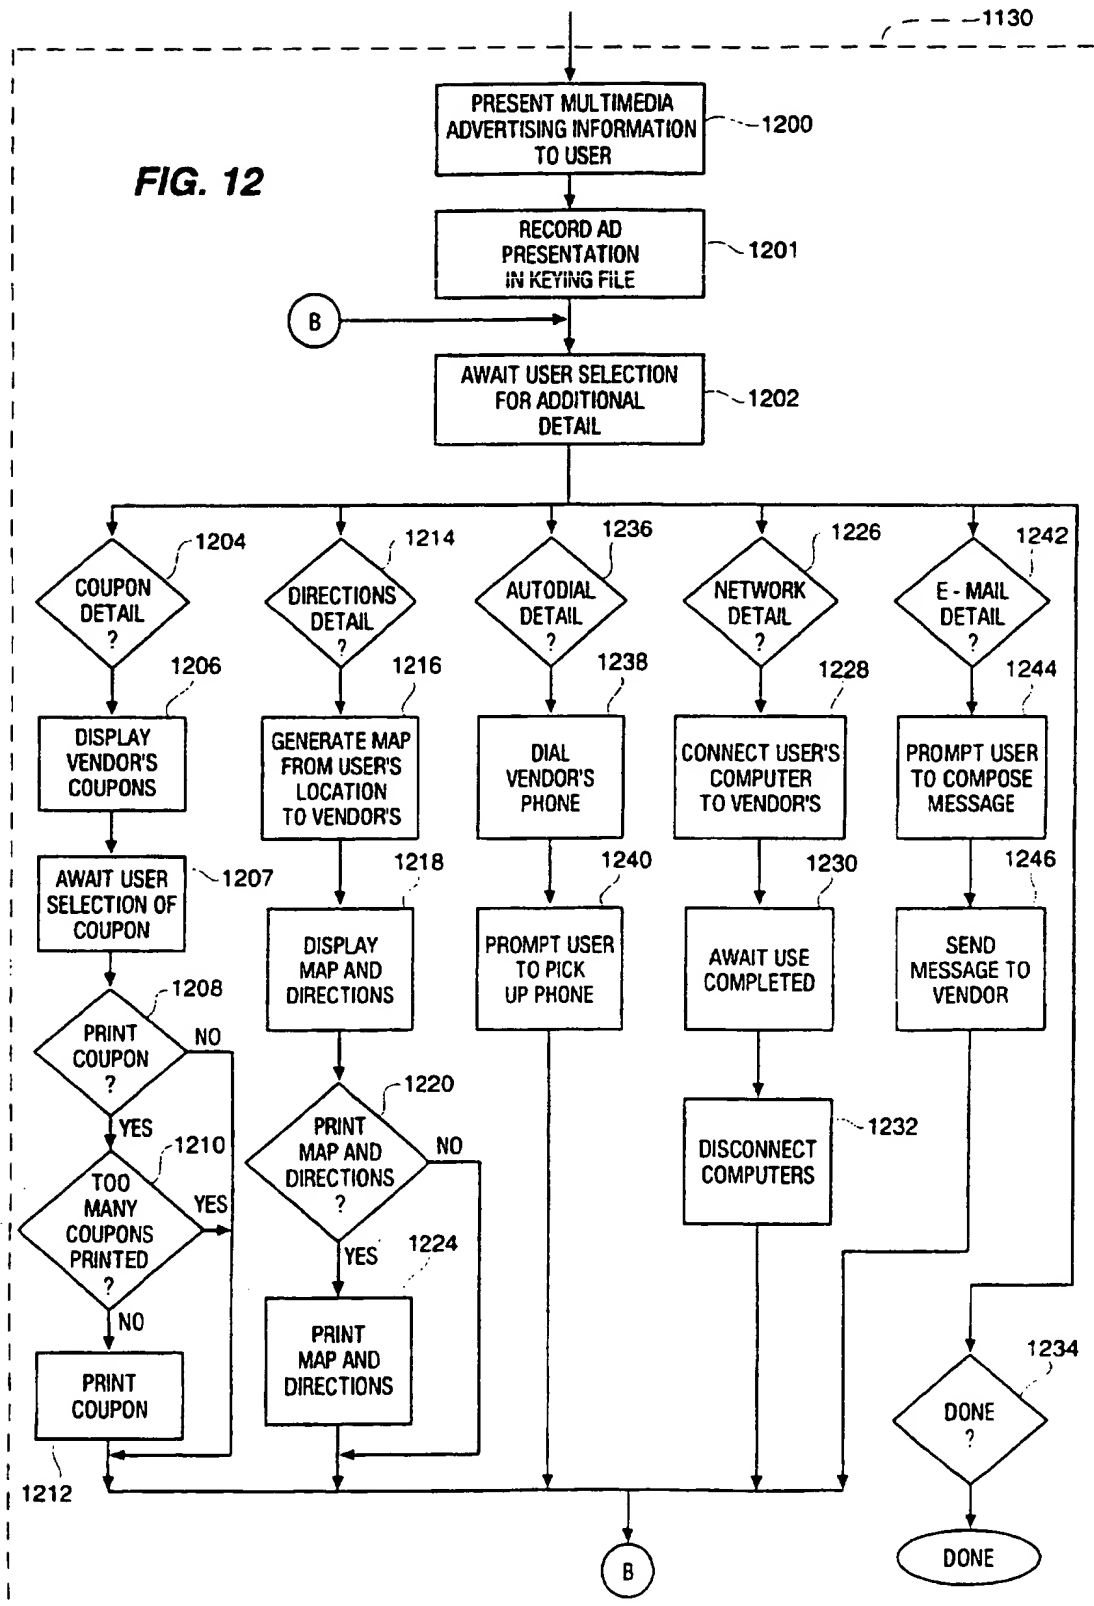 1130
PRESENT MULTIMEDIA
ADVERTISING INFORMATION
TO USER
1200
FIG. 12
RECORD AD
PRESENTATION
IN KEYING FILE
1201
B
AWAIT USER SELECTION
FOR ADDITIONAL
DETAIL
1202
COUPON
DETAIL
?
1204
DIRECTIONS
DETAIL
?
1214
AUTODIAL
DETAIL
?
1236
NETWORK
DETAIL
?
1226
E - MAIL
DETAIL
?
1242
1206
DISPLAY
VENDOR'S
COUPONS
1216
GENERATE MAP
FROM USER'S
LOCATION
TO VENDOR'S
1238
DIAL
VENDOR'S
PHONE
1228
CONNECT USER'S
COMPUTER
TO VENDOR'S
1244
PROMPT USER
TO COMPOSE
MESSAGE
AWAIT USER
SELECTION OF
COUPON
1207
1218
DISPLAY
MAP AND
DIRECTIONS
1240
PROMPT USER
TO PICK
UP PHONE
1230
AWAIT USE
COMPLETED
1246
SEND
MESSAGE TO
VENDOR
1208
PRINT
COUPON
?
NO
YES
1210
TOO
MANY
COUPONS
PRINTED
?
YES
NO
1220
PRINT
MAP AND
DIRECTIONS
?
NO
YES
1232
DISCONNECT
COMPUTERS
1224
PRINT
MAP AND
DIRECTIONS
PRINT
COUPON
1212
1234
DONE
?
B
DONE